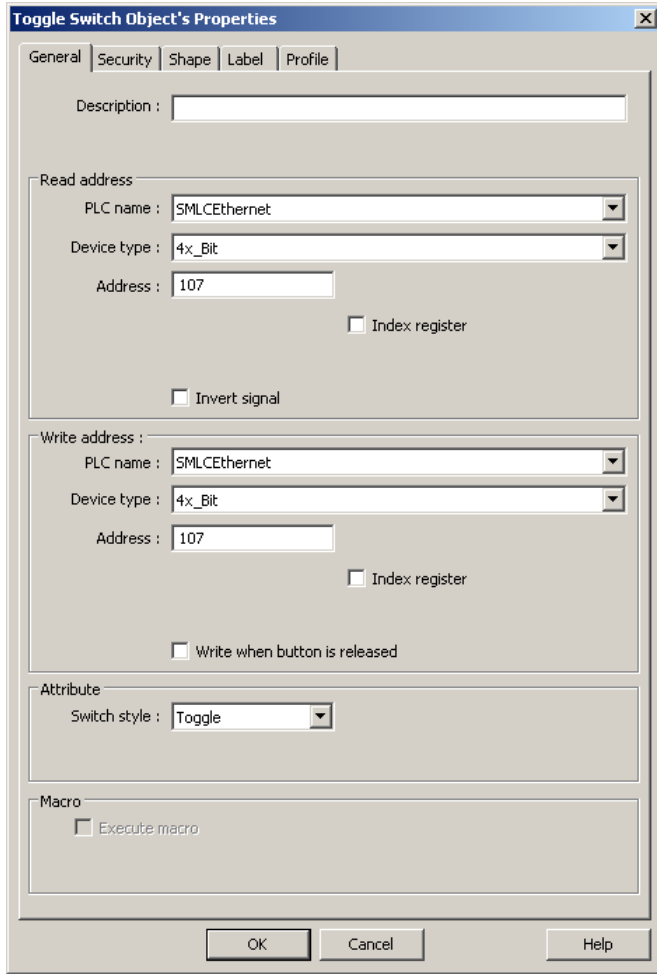 Toggle Switch Object's Properties
General Security Shape Label Profile
Description :
Read address
PLC name : SMLCEthernet
Device type : 4x_Bit
Address : 107
Index register
Invert signal
Write address :
PLC name : SMLCEthernet
Device type : 4x_Bit
Address : 107
Index register
Write when button is released
Attribute
Switch style : Toggle
Macro
Execute macro
OK Cancel Help